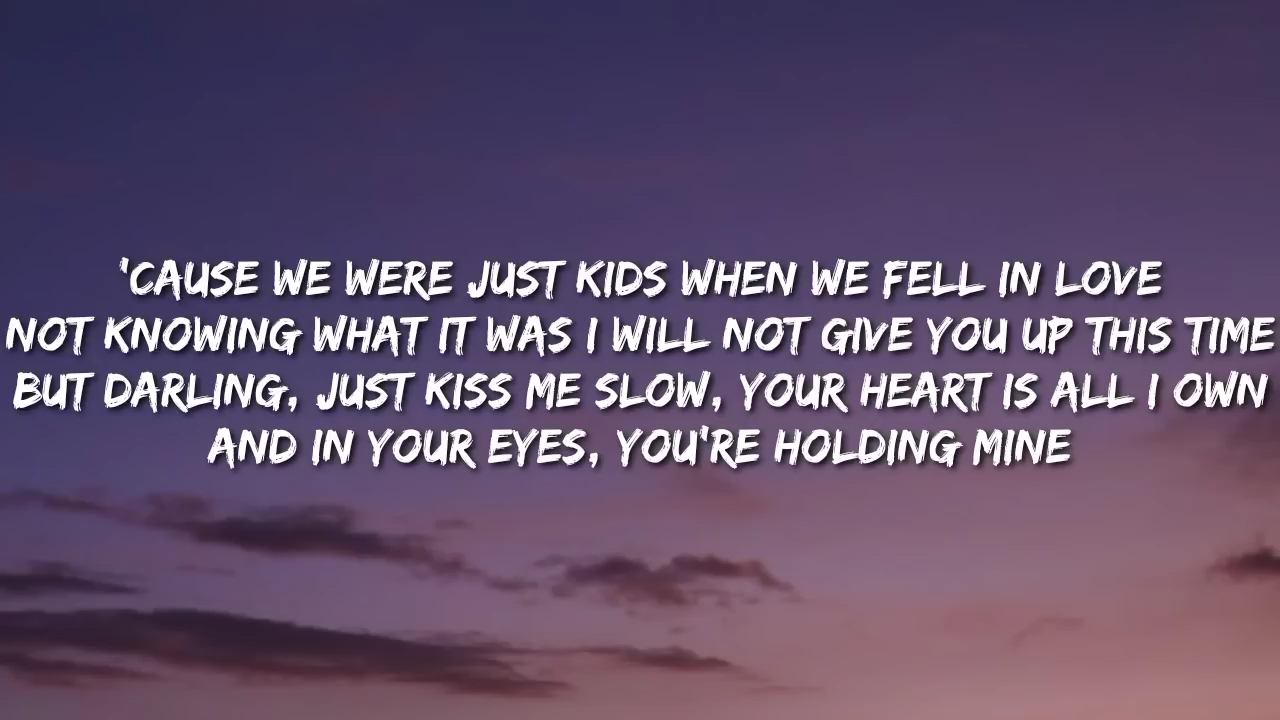 'CAUSE WE WERE JUST KIDS WHEN WE FELL IN LOVE
NOT KNOWING WHAT IT WAS I WILL NOT GIVE YOU UP THIS TIME
BUT DARLING, JUST KISS ME SLOW, YOUR HEART IS ALL I OWN
AND IN YOUR EYES, YOU'RE HOLDING MINE